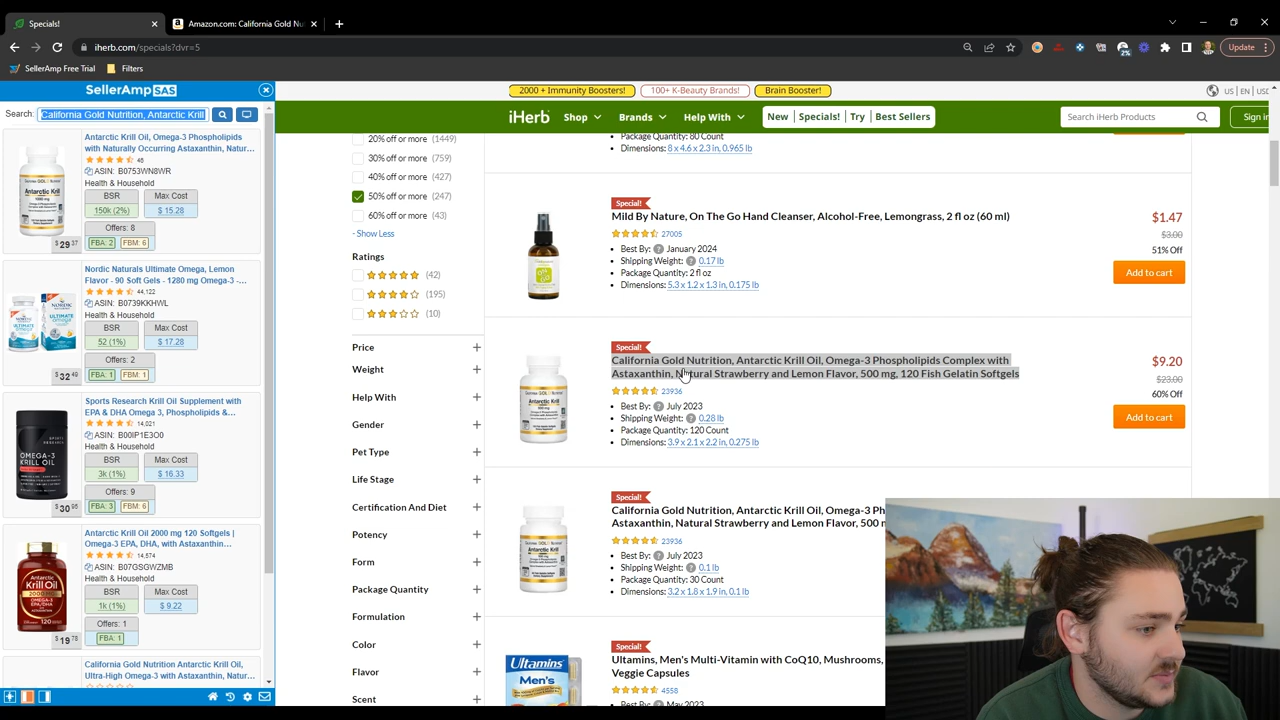 Specials!
Amazon.com: California Gold Nu
iherb.com/specials?dvr=5
Update
SellerAmp Free Trial
Filters
SellerAmp SAS
Search:
California Gold Nutrition, Antarctic Krill
Antarctic Krill Oil, Omega-3 Phospholipids
with Naturally Occurring Astaxanthin, Natur…
48
ASIN: B0753WN8WR
Health & Household
BSR
Max Cost
150k (2%)
$ 15.28
Offers: 8
FBA: 2
FBM: 6
$ 29.37
Nordic Naturals Ultimate Omega, Lemon
Flavor - 90 Soft Gels - 1280 mg Omega-3 -…
44,122
ASIN: B0739KKHWL
Health & Household
BSR
Max Cost
52 (1%)
$ 17.28
Offers: 2
FBA: 1
FBM: 1
$ 32.49
Sports Research Krill Oil Supplement with
EPA & DHA Omega 3, Phospholipids &…
14,021
ASIN: B00IP1E3O0
Health & Household
BSR
Max Cost
3k (1%)
$ 16.33
Offers: 9
FBA: 3
FBM: 6
$ 30.95
Antarctic Krill Oil 2000 mg 120 Softgels |
Omega-3 EPA, DHA, with Astaxanthin…
14,574
ASIN: B07GSGWZMB
Health & Household
BSR
Max Cost
1k (1%)
$ 9.22
Offers: 1
FBA: 1
$ 19.78
California Gold Nutrition Antarctic Krill Oil,
Ultra-High Omega-3 with Astaxanthin, Natur…
2000 + Immunity Boosters!
100+ K-Beauty Brands!
Brain Booster!
US | EN | USD
iHerb
Shop
Brands
Help With
New
Specials!
Try
Best Sellers
Search iHerb Products
Sign in
20% off or more (1449)
30% off or more (759)
40% off or more (427)
50% off or more (247)
60% off or more (43)
- Show Less
Ratings
(42)
(195)
(10)
Price
Weight
Help With
Gender
Pet Type
Life Stage
Certification And Diet
Potency
Form
Package Quantity
Formulation
Color
Flavor
Scent
Package Quantity: 80 Count
Dimensions: 8 x 4.6 x 2.3 in, 0.965 lb
Special!
Mild By Nature, On The Go Hand Cleanser, Alcohol-Free, Lemongrass, 2 fl oz (60 ml)
27005
Best By: January 2024
Shipping Weight: 0.17 lb
Package Quantity: 2 fl oz
Dimensions: 5.3 x 1.2 x 1.3 in, 0.175 lb
$1.47
$3.00
51% Off
Add to cart
Special!
California Gold Nutrition, Antarctic Krill Oil, Omega-3 Phospholipids Complex with
Astaxanthin, Natural Strawberry and Lemon Flavor, 500 mg, 120 Fish Gelatin Softgels
23936
Best By: July 2023
Shipping Weight: 0.28 lb
Package Quantity: 120 Count
Dimensions: 3.9 x 2.1 x 2.2 in, 0.275 lb
$9.20
$23.00
60% Off
Add to cart
Special!
California Gold Nutrition, Antarctic Krill Oil, Omega-3 Ph
Astaxanthin, Natural Strawberry and Lemon Flavor, 500 m
23936
Best By: July 2023
Shipping Weight: 0.1 lb
Package Quantity: 30 Count
Dimensions: 3.2 x 1.8 x 1.9 in, 0.1 lb
Special!
Ultamins, Men's Multi-Vitamin with CoQ10, Mushrooms,
Veggie Capsules
4558
Best By: May 2023
Ultamins
Men's